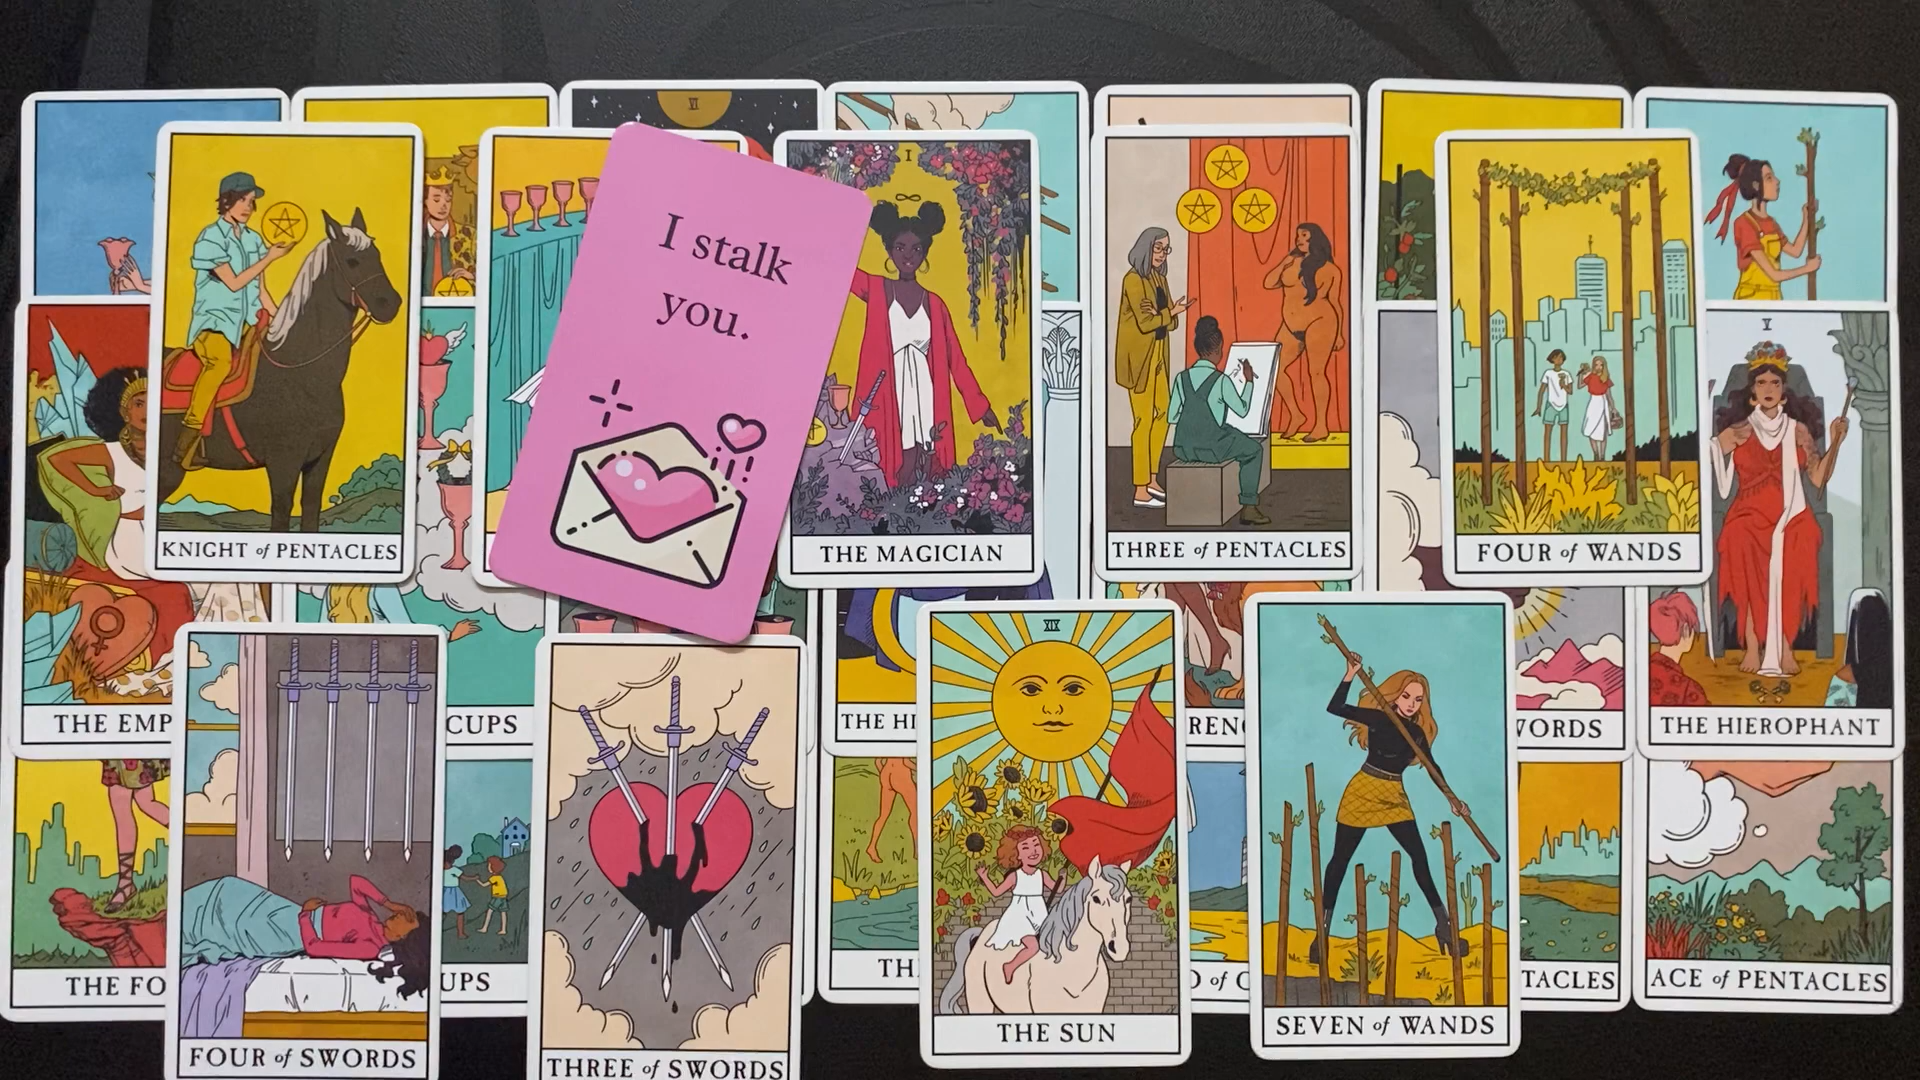 VI
I
I stalk
you.
V
KNIGHT of PENTACLES
THE MAGICIAN
THREE of PENTACLES
FOUR of WANDS
XIX
THE EMP
CUPS
THE HI
RENG
WORDS
THE HIEROPHANT
THE FO
UPS
TH
of C
TACLES
ACE of PENTACLES
FOUR of SWORDS
THREE of SWORDS
THE SUN
SEVEN of WANDS